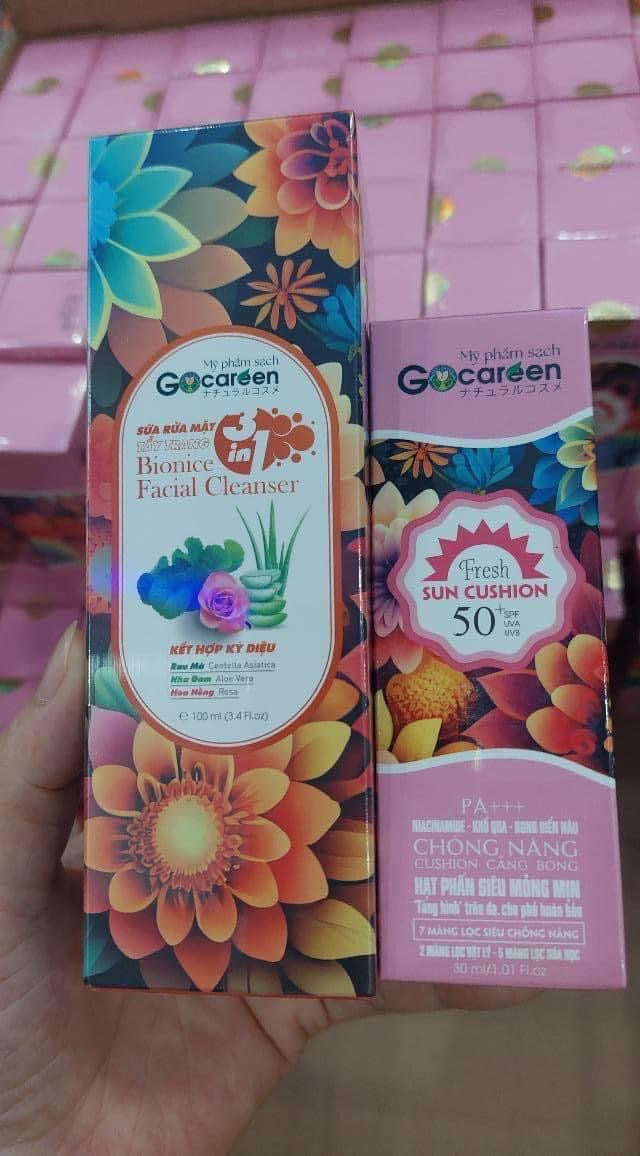 Mỹ phẩm sạch
Gocareen
ナチュラルコスメ
SỮA RỬA MẶT
TẨY TRANG
3
in1
Bionice
Facial Cleanser
KẾT HỢP KỲ DIỆU
Rau Má Centella Asiatica
Nha Đam Aloe Vera
Hoa Hồng Rosa
℮ 100 ml (3.4 Fl.oz)
Mỹ phẩm sạch
Gocareen
ナチュラルコスメ
Fresh
SUN CUSHION
50+ SPF
UVA
UVB
PA+++
NIACINAMIDE - KHỔ QUA - RONG BIỂN NÂU
CHỐNG NẮNG
CUSHION CĂNG BÓNG
HẠT PHẤN SIÊU MỎNG MỊN
"Tàng hình" trên da, che phủ hoàn hảo
7 MÀNG LỌC SIÊU CHỐNG NẮNG
2 MÀNG LỌC VẬT LÝ - 5 MÀNG LỌC HÓA HỌC
30 ml/1.01 Fl.oz